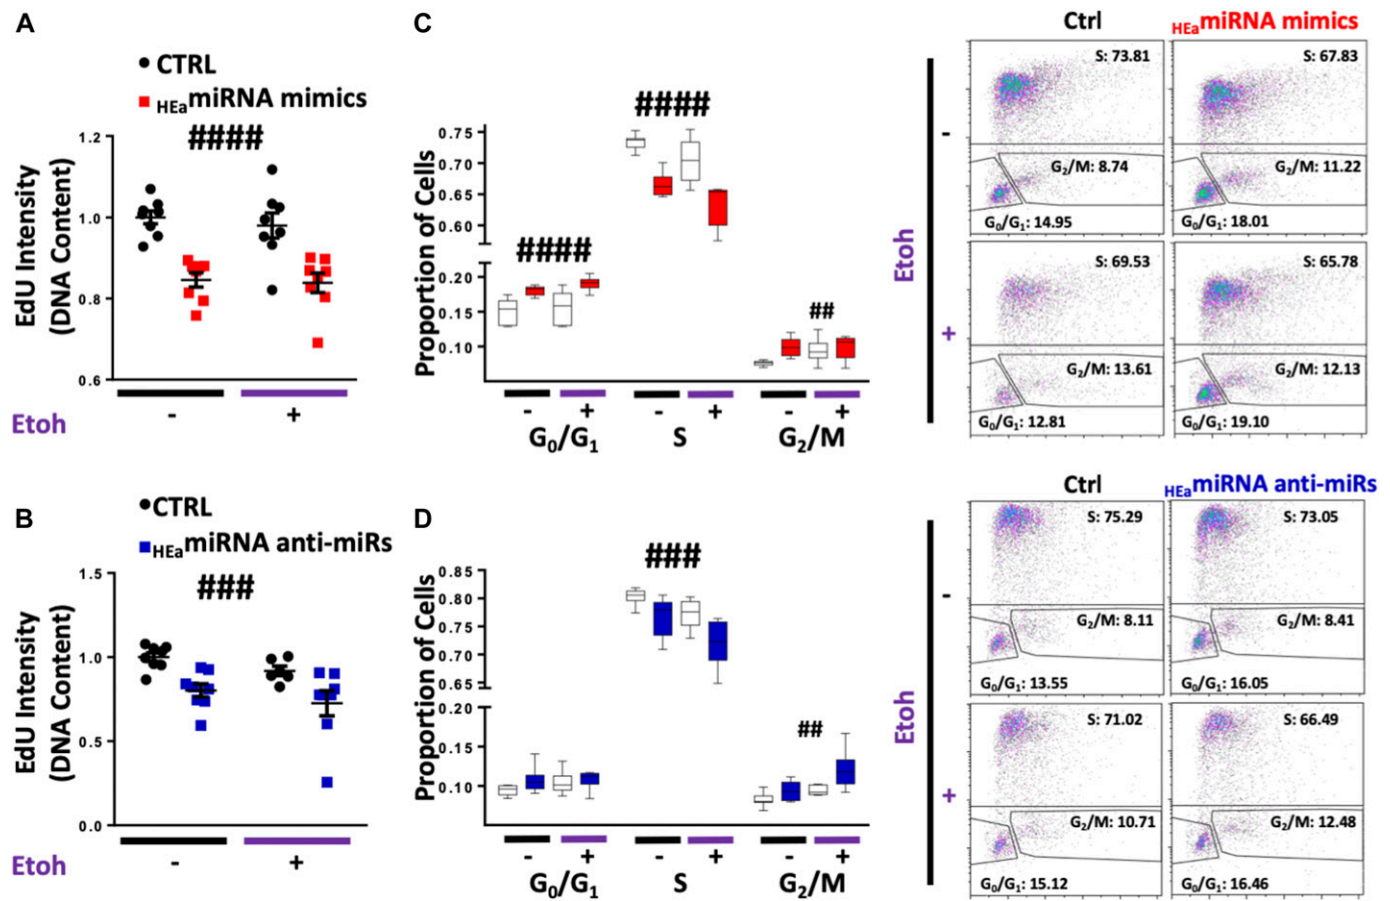 A
CTRL
HEamiRNA mimics
####
EdU Intensity
(DNA Content)
1.2
1.0
0.8
0.6
Etoh
-
+
C
####
####
##
Proportion of Cells
0.75
0.70
0.65
0.60
0.20
0.15
0.10
- + - + - +
G0/G1 S G2/M
Ctrl HEamiRNA mimics
Etoh
-
S: 73.81
G2/M: 8.74
G0/G1: 14.95
S: 67.83
G2/M: 11.22
G0/G1: 18.01
+
S: 69.53
G2/M: 13.61
G0/G1: 12.81
S: 65.78
G2/M: 12.13
G0/G1: 19.10
B
CTRL
HEamiRNA anti-miRs
###
EdU Intensity
(DNA Content)
1.5
1.0
0.5
0.0
Etoh
-
+
D
###
##
Proportion of Cells
0.85
0.80
0.75
0.70
0.65
0.20
0.15
0.10
- + - + - +
G0/G1 S G2/M
Ctrl HEamiRNA anti-miRs
Etoh
-
S: 75.29
G2/M: 8.11
G0/G1: 13.55
S: 73.05
G2/M: 8.41
G0/G1: 16.05
+
S: 71.02
G2/M: 10.71
G0/G1: 15.12
S: 66.49
G2/M: 12.48
G0/G1: 16.46